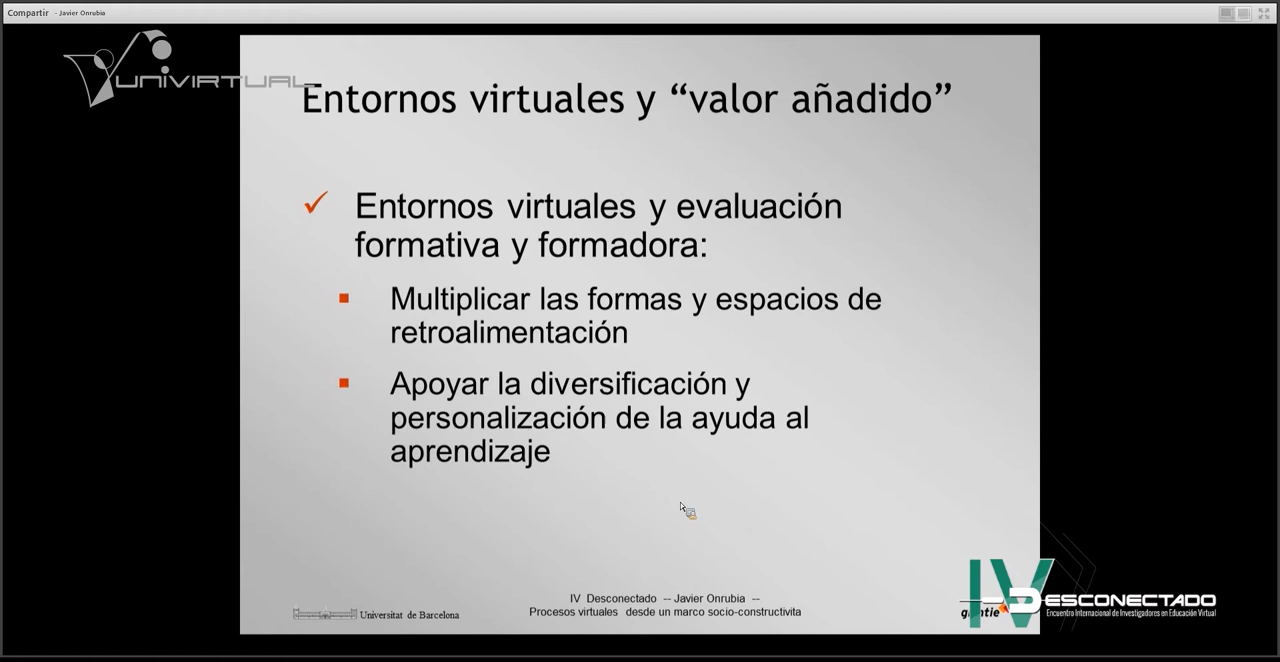 Compartir - Javier Onrubia
UNIVIRTUAL
Entornos virtuales y “valor añadido”
Entornos virtuales y evaluación
formativa y formadora:
Multiplicar las formas y espacios de
retroalimentación
Apoyar la diversificación y
personalización de la ayuda al
aprendizaje
Universitat de Barcelona
IV Desconectado -- Javier Onrubia --
Procesos virtuales desde un marco socio-constructivita
IV
DESCONECTADO
Encuentro Internacional de Investigadores en Educación Virtual